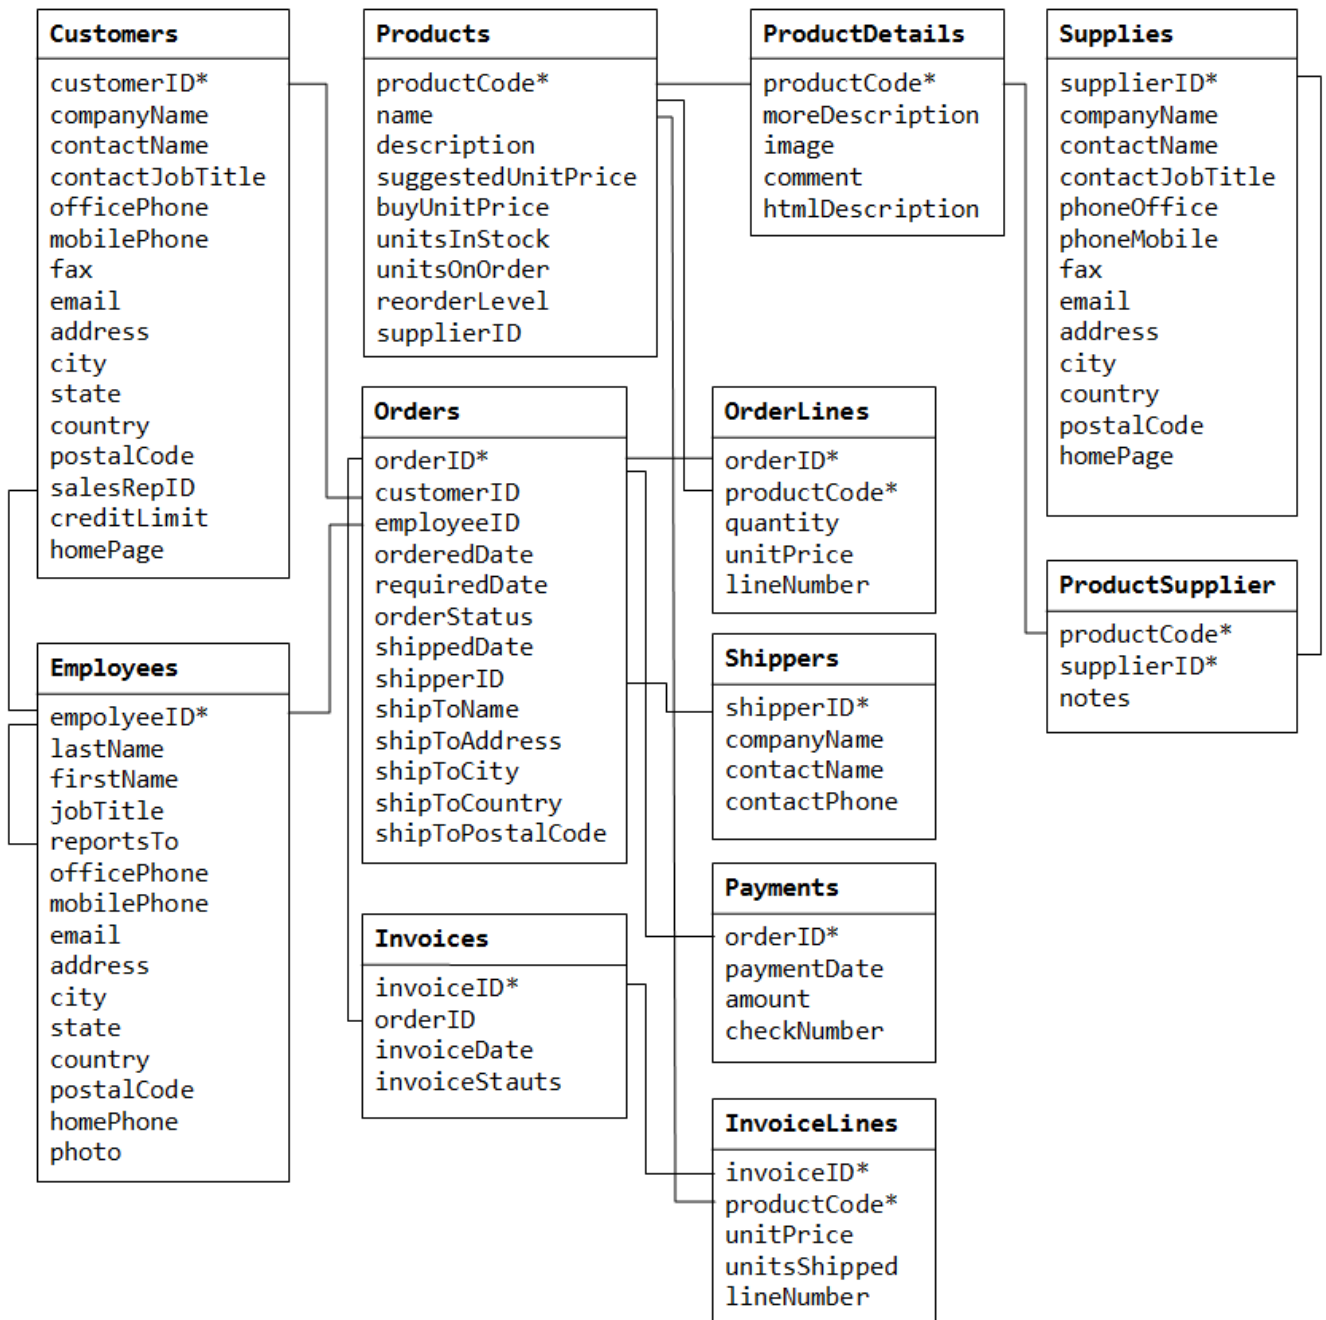 Customers
customerID*
companyName
contactName
contactJobTitle
officePhone
mobilePhone
fax
email
address
city
state
country
postalCode
salesRepID
creditLimit
homePage
Products
productCode*
name
description
suggestedUnitPrice
buyUnitPrice
unitsInStock
unitsOnOrder
reorderLevel
supplierID
ProductDetails
productCode*
moreDescription
image
comment
htmlDescription
Supplies
supplierID*
companyName
contactName
contactJobTitle
phoneOffice
phoneMobile
fax
email
address
city
country
postalCode
homePage
Orders
orderID*
customerID
employeeID
orderedDate
requiredDate
orderStatus
shippedDate
shipperID
shipToName
shipToAddress
shipToCity
shipToCountry
shipToPostalCode
OrderLines
orderID*
productCode*
quantity
unitPrice
lineNumber
ProductSupplier
productCode*
supplierID*
notes
Employees
empolyeeID*
lastName
firstName
jobTitle
reportsTo
officePhone
mobilePhone
email
address
city
state
country
postalCode
homePhone
photo
Shippers
shipperID*
companyName
contactName
contactPhone
Payments
orderID*
paymentDate
amount
checkNumber
Invoices
invoiceID*
orderID
invoiceDate
invoiceStauts
InvoiceLines
invoiceID*
productCode*
unitPrice
unitsShipped
lineNumber